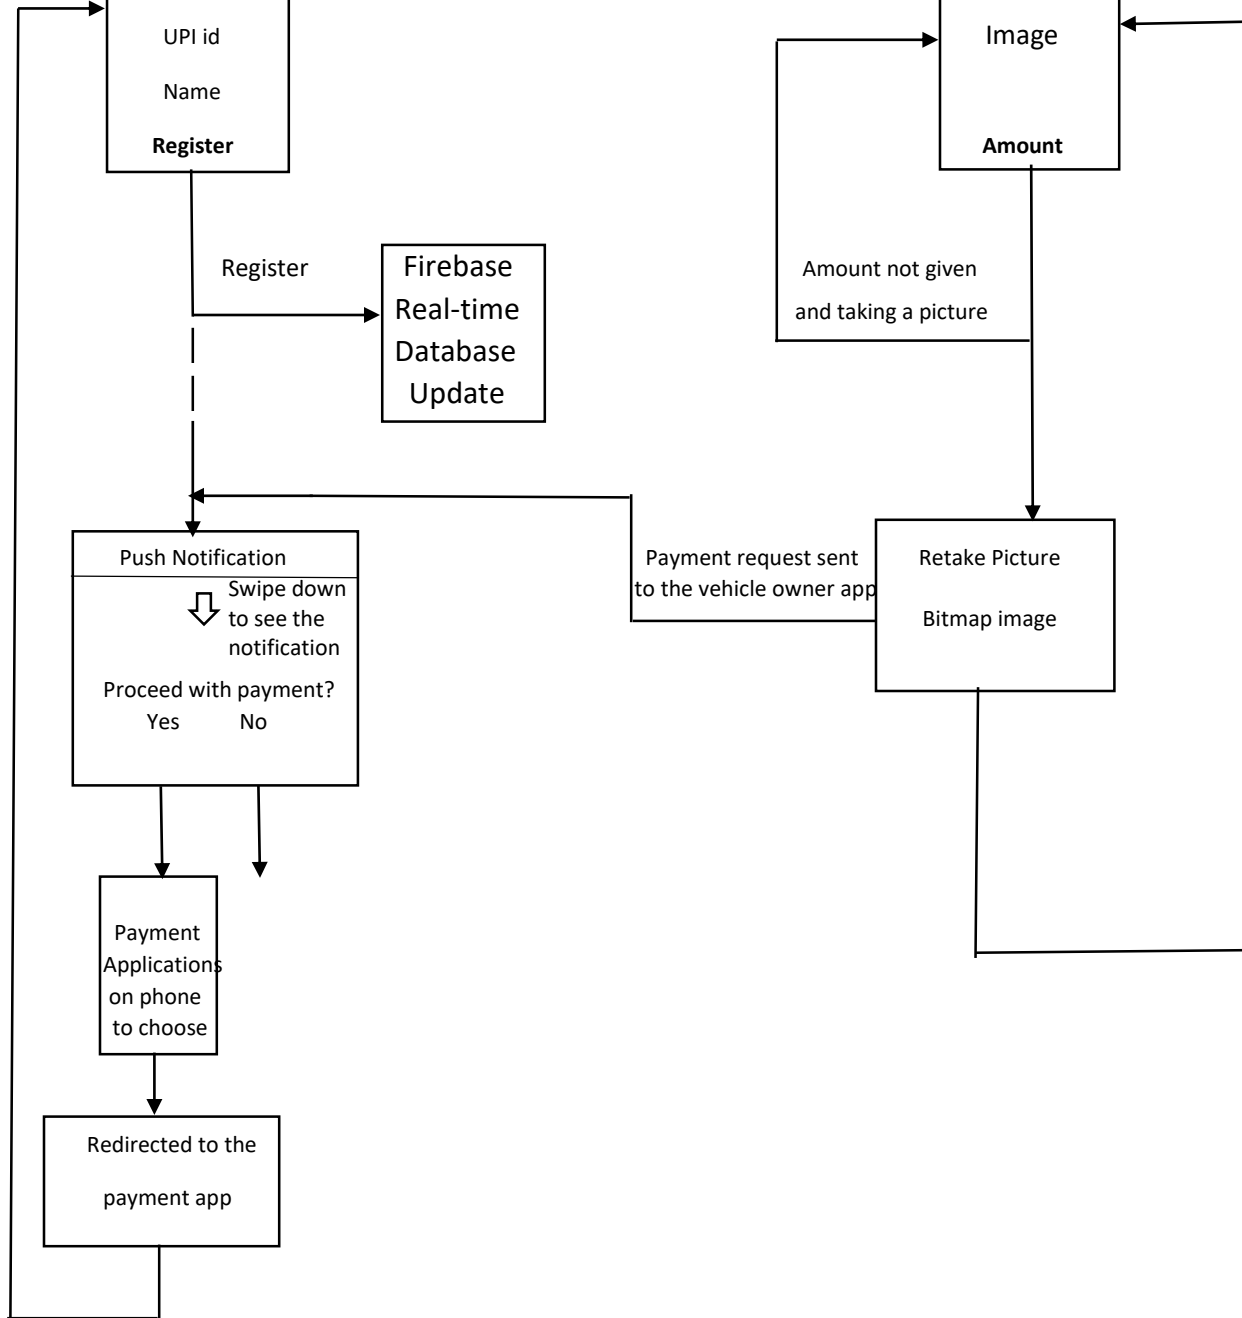 UPI id
Name
Register
Image
Amount
Register
Firebase
Real-time
Database
Update
Amount not given
and taking a picture
Push Notification
Swipe down
to see the
notification
Proceed with payment?
Yes No
Payment request sent
to the vehicle owner app
Retake Picture
Bitmap image
Payment
Applications
on phone
to choose
Redirected to the
payment app